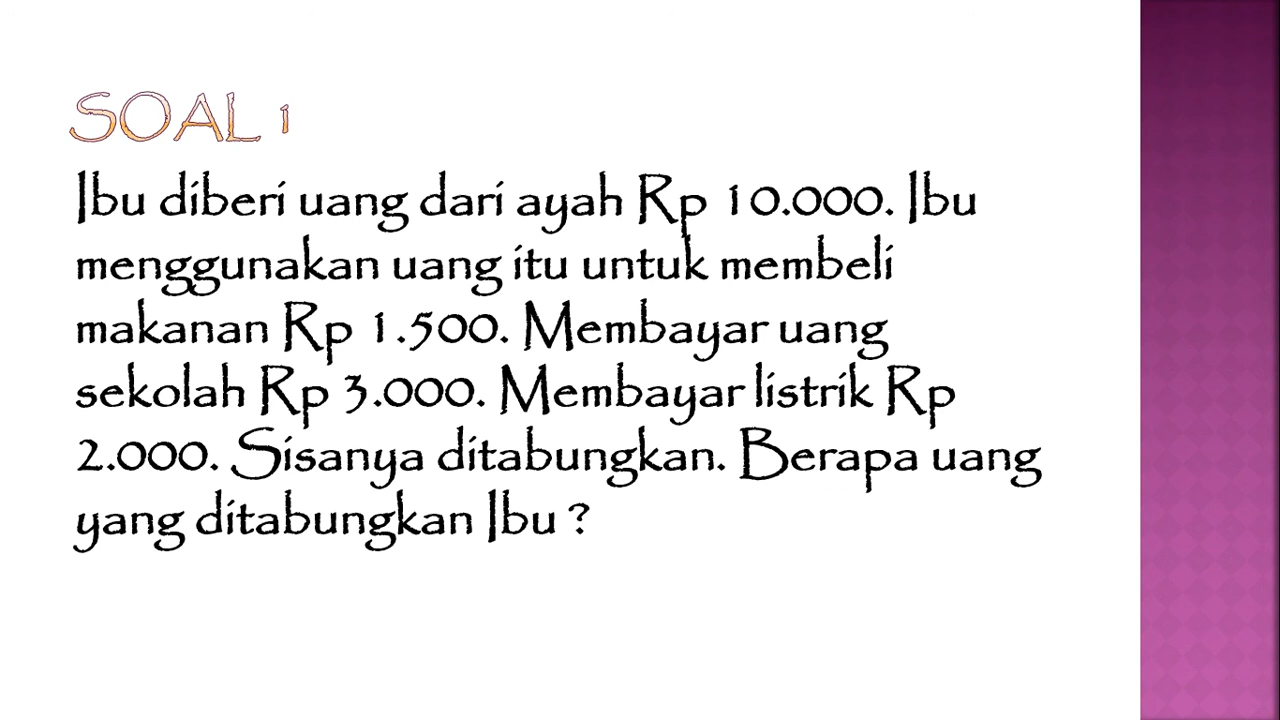 SOAL 1
Ibu diberi uang dari ayah Rp 10.000. Ibu
menggunakan uang itu untuk membeli
makanan Rp 1.500. Membayar uang
sekolah Rp 3.000. Membayar listrik Rp
2.000. Sisanya ditabungkan. Berapa uang
yang ditabungkan Ibu ?